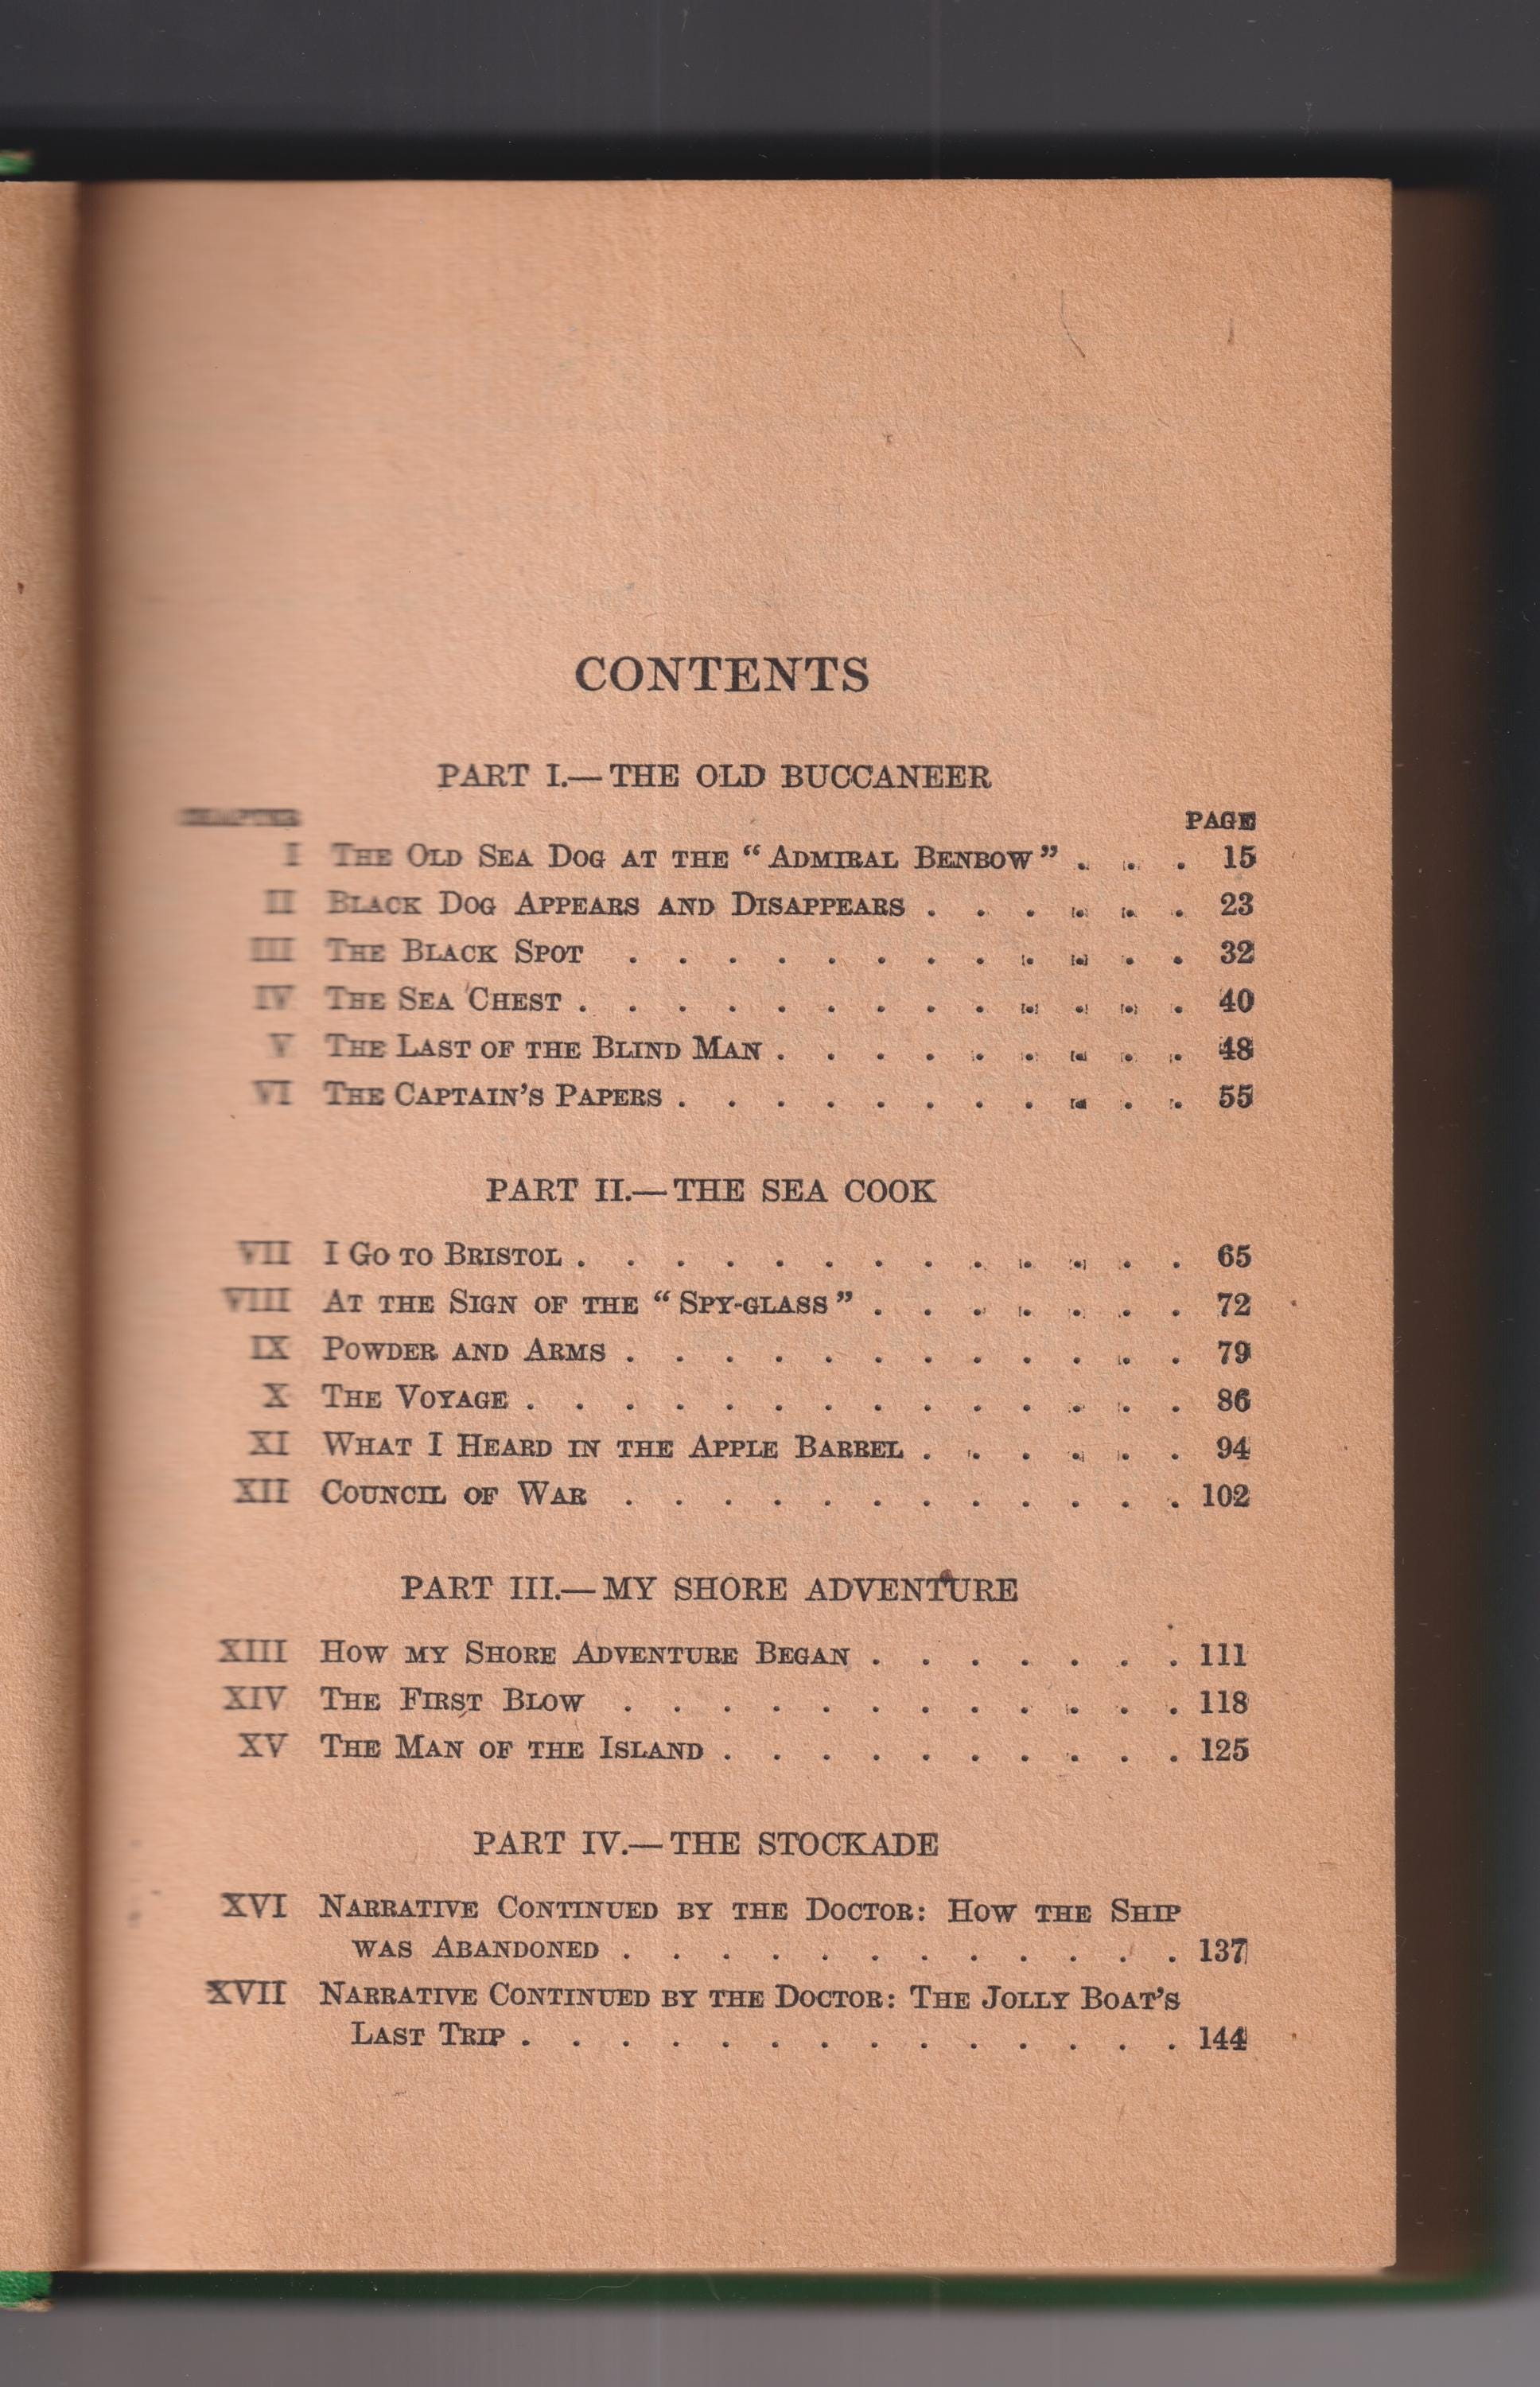 CONTENTS
PART I.—THE OLD BUCCANEER
CHAPTER PAGE
I The Old Sea Dog at the “Admiral Benbow” . . . 15
II Black Dog Appears and Disappears . . . . . . 23
III The Black Spot . . . . . . . . . . . . 32
IV The Sea Chest . . . . . . . . . . . . . 40
V The Last of the Blind Man . . . . . . . . . 48
VI The Captain’s Papers . . . . . . . . . . . 55
PART II.—THE SEA COOK
VII I Go to Bristol . . . . . . . . . . . . . 65
VIII At the Sign of the “Spy-glass” . . . . . . . 72
IX Powder and Arms . . . . . . . . . . . . 79
X The Voyage . . . . . . . . . . . . . . 86
XI What I Heard in the Apple Barrel . . . . . . 94
XII Council of War . . . . . . . . . . . . 102
PART III.—MY SHORE ADVENTURE
XIII How my Shore Adventure Began . . . . . . . 111
XIV The First Blow . . . . . . . . . . . . 118
XV The Man of the Island . . . . . . . . . . 125
PART IV.—THE STOCKADE
XVI Narrative Continued by the Doctor: How the Ship
was Abandoned . . . . . . . . . . . . 137
XVII Narrative Continued by the Doctor: The Jolly Boat’s
Last Trip . . . . . . . . . . . . . . 144